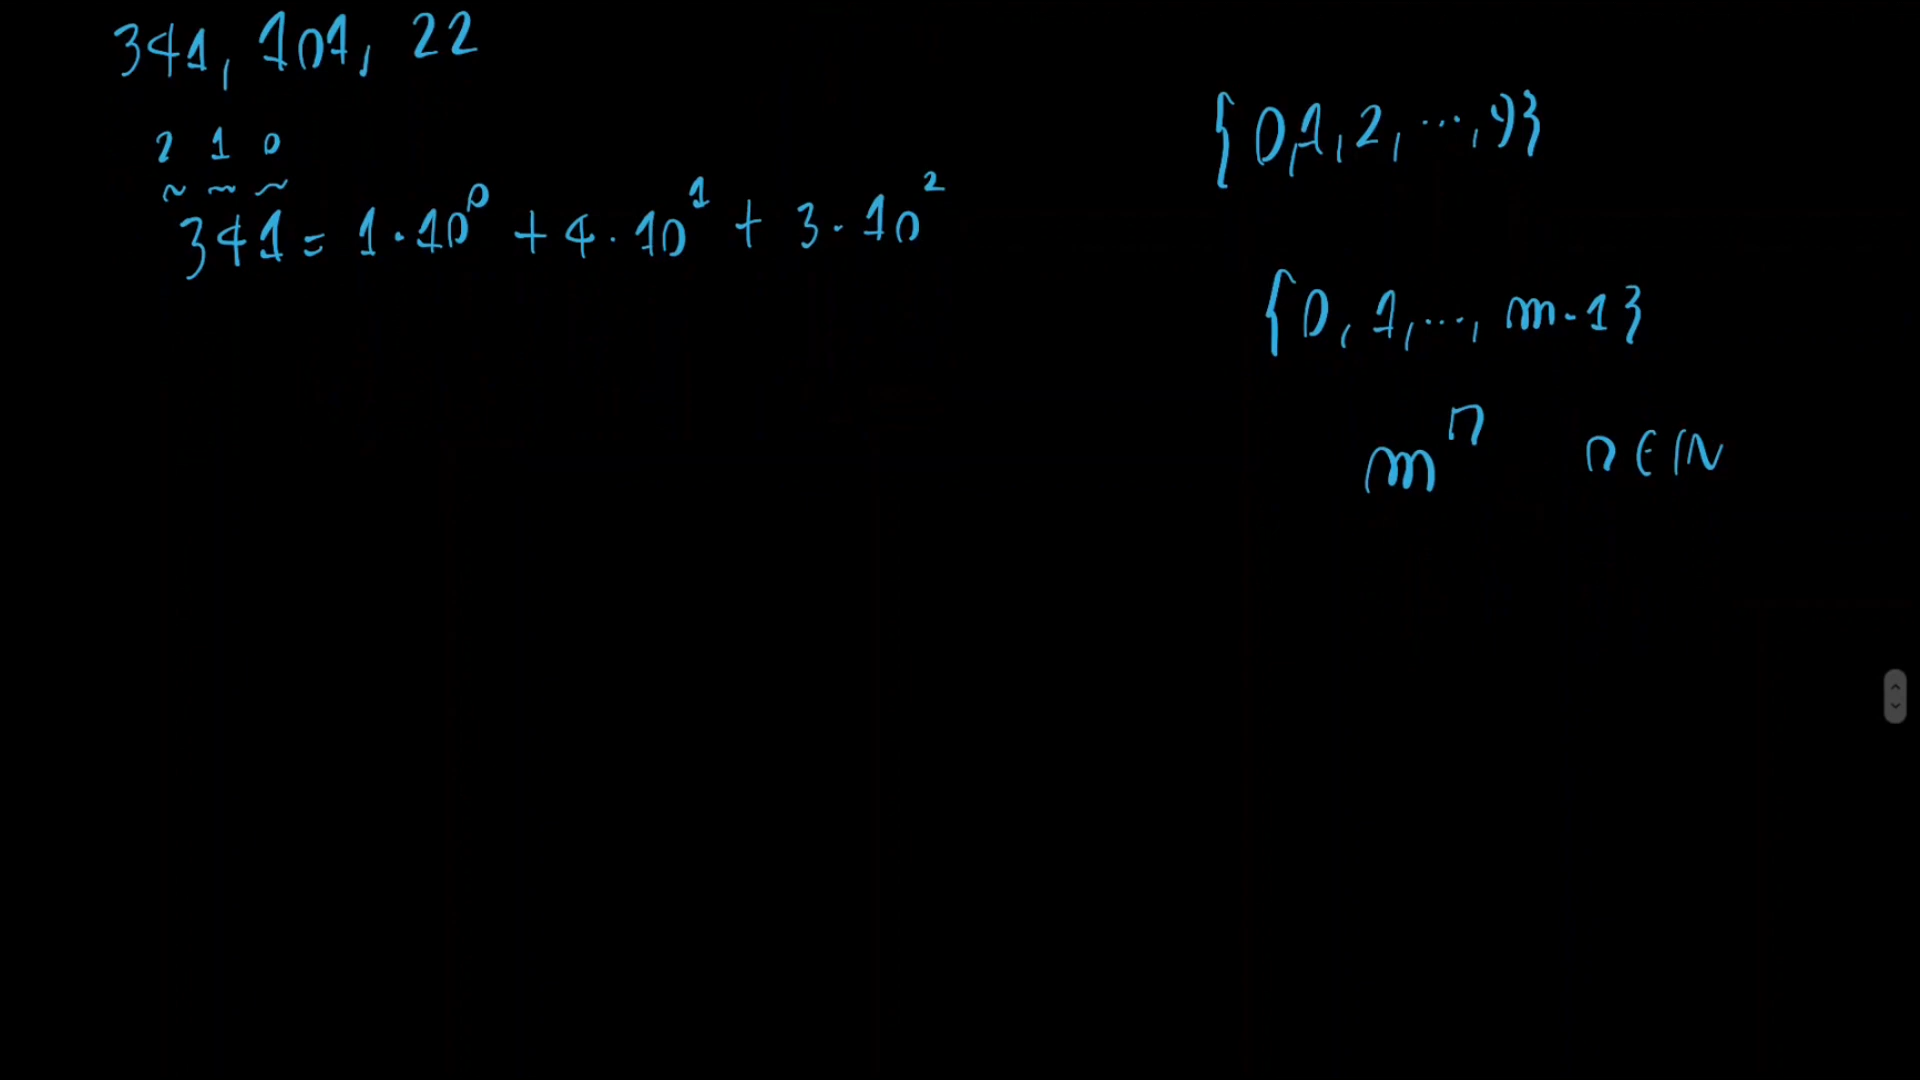 341, 101, 22
2 1 0
341 = 1·10⁰ + 4·10¹ + 3·10²
{0,1,2,...,9}
{0,1,...,m-1}
mⁿ n∈ℕ